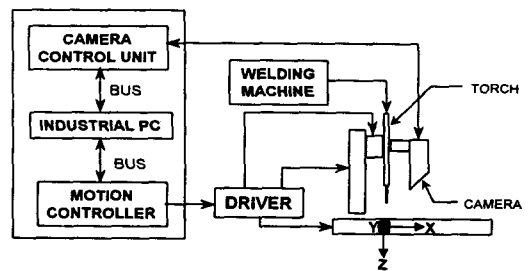 CAMERA
CONTROL UNIT
BUS
INDUSTRIAL PC
BUS
MOTION
CONTROLLER
WELDING
MACHINE
DRIVER
TORCH
CAMERA
Y
X
Z